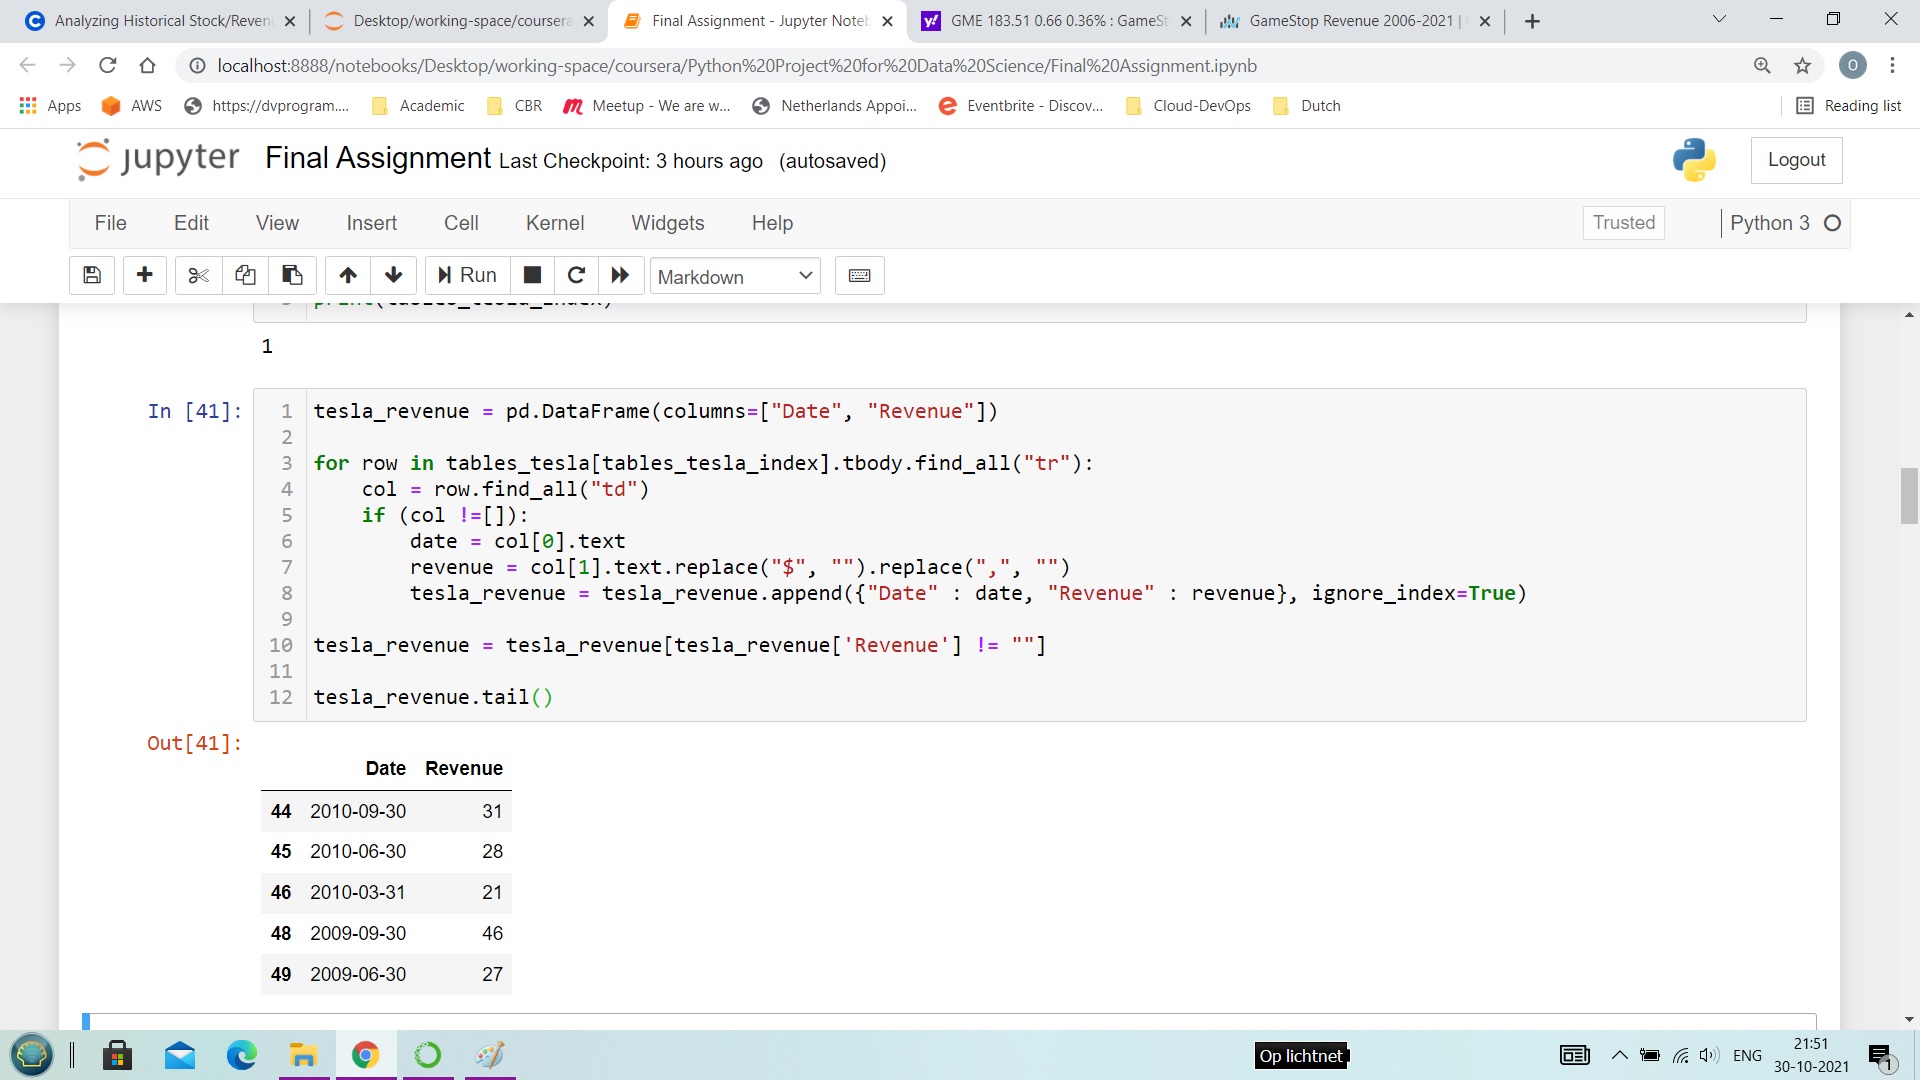 Analyzing Historical Stock/Reven
Desktop/working-space/coursera
Final Assignment - Jupyter Noteb
GME 183.51 0.66 0.36% : GameSt
GameStop Revenue 2006-2021 |
localhost:8888/notebooks/Desktop/working-space/coursera/Python%20Project%20for%20Data%20Science/Final%20Assignment.ipynb
O
Apps
AWS
https://dvprogram....
Academic
CBR
Meetup - We are w...
Netherlands Appoi...
Eventbrite - Discov...
Cloud-DevOps
Dutch
Reading list
jupyter Final Assignment Last Checkpoint: 3 hours ago (autosaved)
Logout
File Edit View Insert Cell Kernel Widgets Help
Trusted
Python 3
Run
Markdown
print(tables_tesla_index)
1
In [41]:
1 tesla_revenue = pd.DataFrame(columns=["Date", "Revenue"])
2
3 for row in tables_tesla[tables_tesla_index].tbody.find_all("tr"):
4 col = row.find_all("td")
5 if (col !=[]):
6 date = col[0].text
7 revenue = col[1].text.replace("$", "").replace(",", "")
8 tesla_revenue = tesla_revenue.append({"Date" : date, "Revenue" : revenue}, ignore_index=True)
9
10 tesla_revenue = tesla_revenue[tesla_revenue['Revenue'] != ""]
11
12 tesla_revenue.tail()
Out[41]:
Date Revenue
44 2010-09-30 31
45 2010-06-30 28
46 2010-03-31 21
48 2009-09-30 46
49 2009-06-30 27
Op lichtnet
ENG
21:51
30-10-2021
1